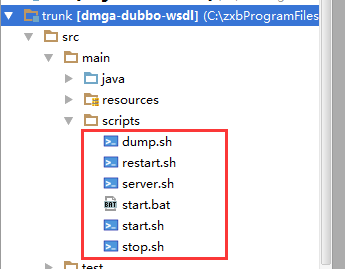 trunk [dmga-dubbo-wsdl] (C:\zxbProgramFiles
src
main
java
resources
scripts
dump.sh
restart.sh
server.sh
start.bat
start.sh
stop.sh
test